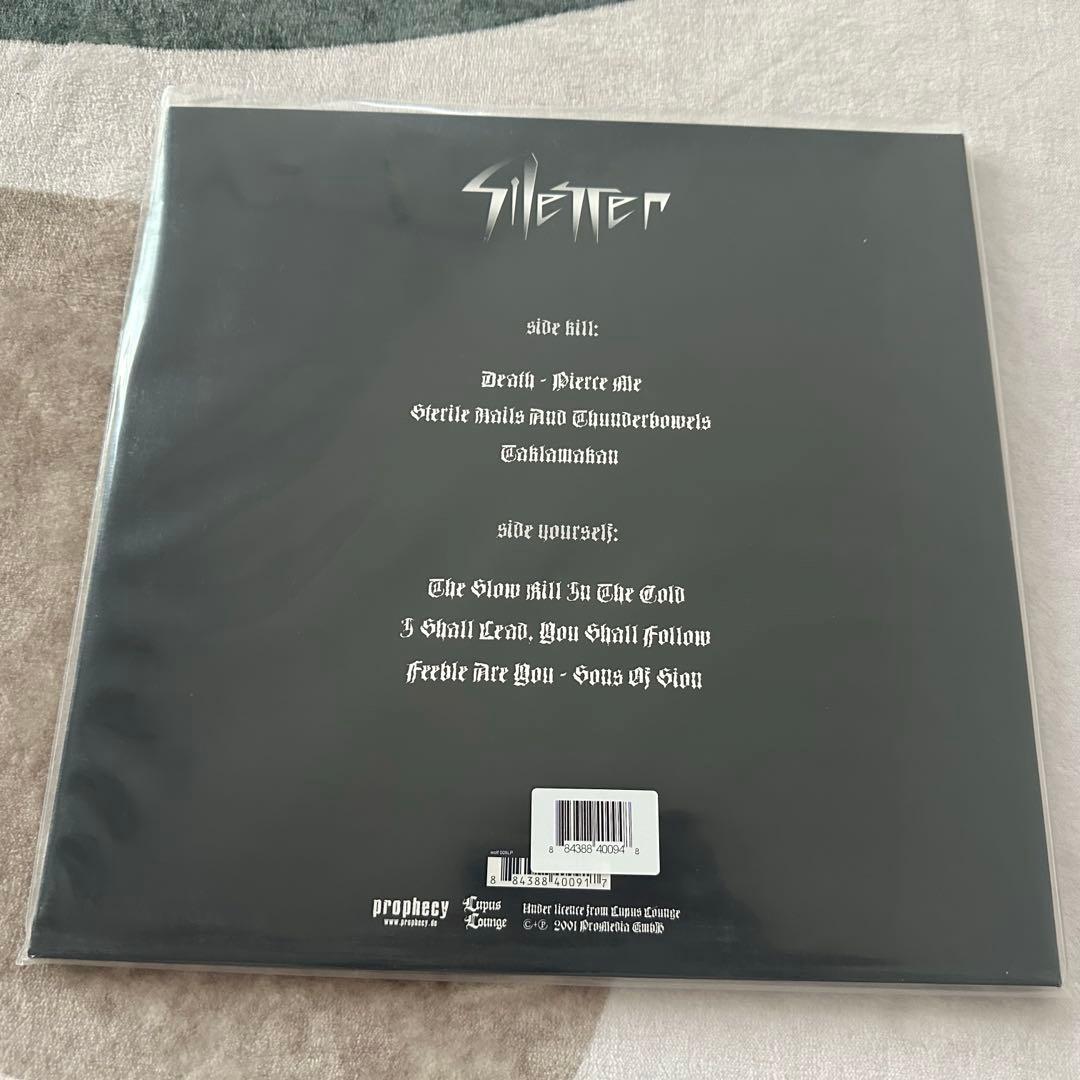 Silencer
side kill:
Death - Pierce Me
Sterile Nails And Thunderbowels
Taklamakan
side yourself:
The Slow Kill In The Cold
I Shall Lead, You Shall Follow
Feeble Are You - Sons Of Sion
8 84388 40094 8
wolf 005LP
8 84388 40091 7
prophecy
www.prophecy.de
Lupus
Lounge
Under licence from Lupus Lounge
©+℗ 2001 ProMedia GmbH